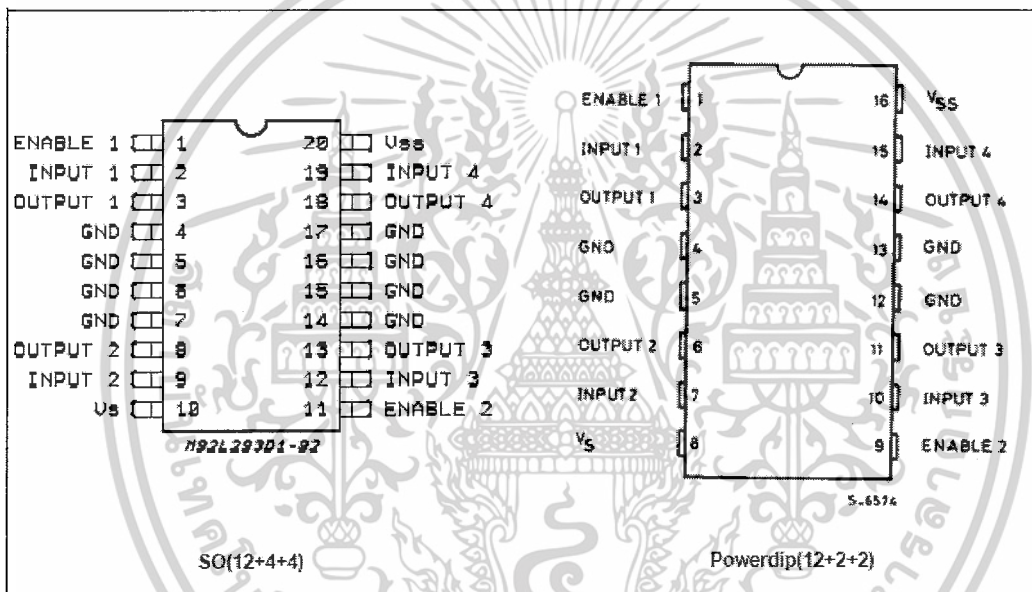 ENABLE 1 1 20 Vss
INPUT 1 2 19 INPUT 4
OUTPUT 1 3 18 OUTPUT 4
GND 4 17 GND
GND 5 16 GND
GND 6 15 GND
GND 7 14 GND
OUTPUT 2 8 13 OUTPUT 3
INPUT 2 9 12 INPUT 3
Vs 10 11 ENABLE 2
M92L293D1-02
SO(12+4+4)
ENABLE 1 1 16 VSS
INPUT 1 2 15 INPUT 4
OUTPUT 1 3 14 OUTPUT 4
GND 4 13 GND
GND 5 12 GND
OUTPUT 2 6 11 OUTPUT 3
INPUT 2 7 10 INPUT 3
VS 8 9 ENABLE 2
S-6574
Powerdip(12+2+2)